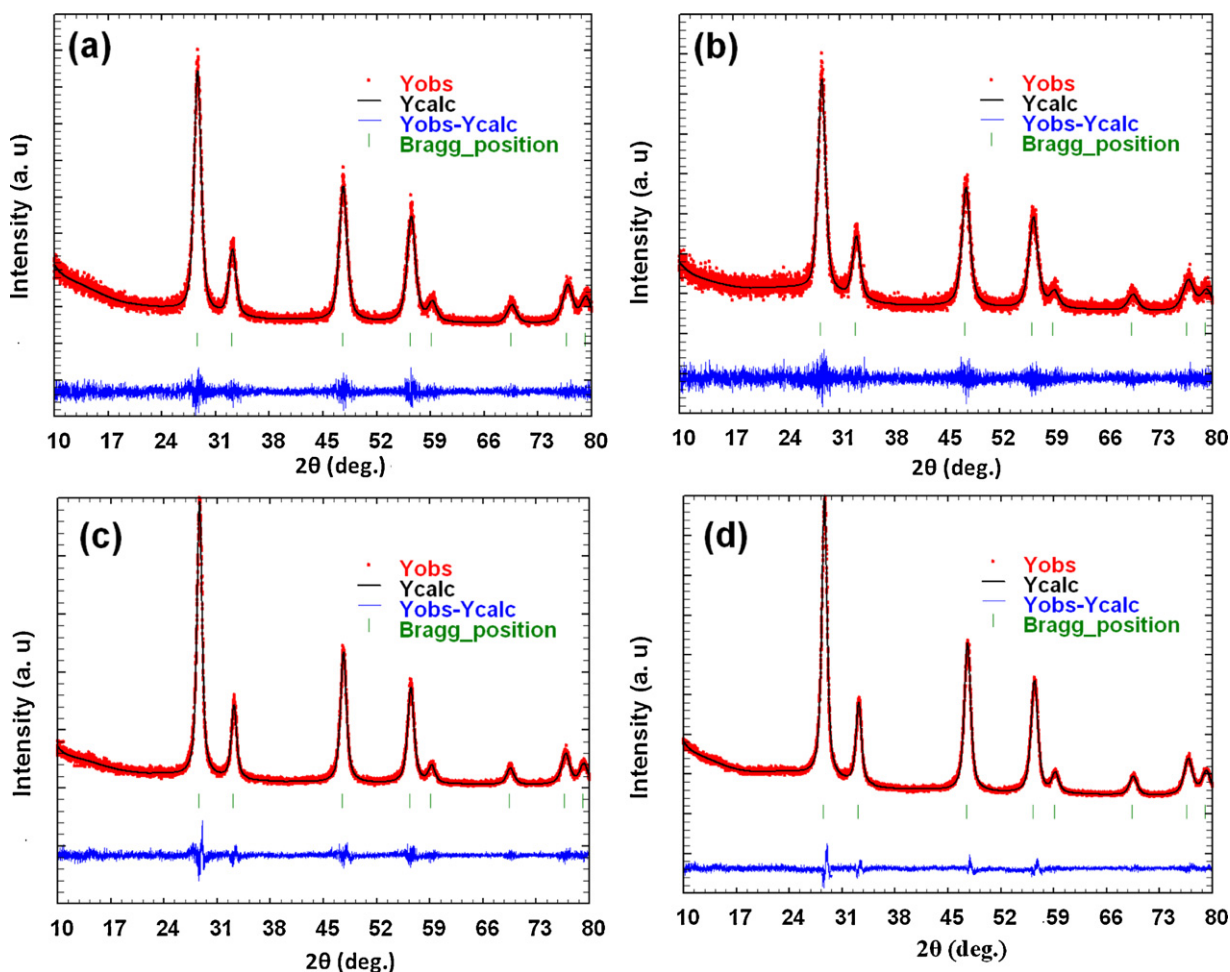 (a)
Yobs
Ycalc
Yobs-Ycalc
Bragg_position
Intensity (a. u)
10 17 24 31 38 45 52 59 66 73 80
2θ (deg.)
(b)
Yobs
Ycalc
Yobs-Ycalc
Bragg_position
Intensity (a. u)
10 17 24 31 38 45 52 59 66 73 80
2θ (deg.)
(c)
Yobs
Ycalc
Yobs-Ycalc
Bragg_position
Intensity (a. u)
10 17 24 31 38 45 52 59 66 73 80
2θ (deg.)
(d)
Yobs
Ycalc
Yobs-Ycalc
Bragg_position
Intensity (a. u)
10 17 24 31 38 45 52 59 66 73 80
2θ (deg.)